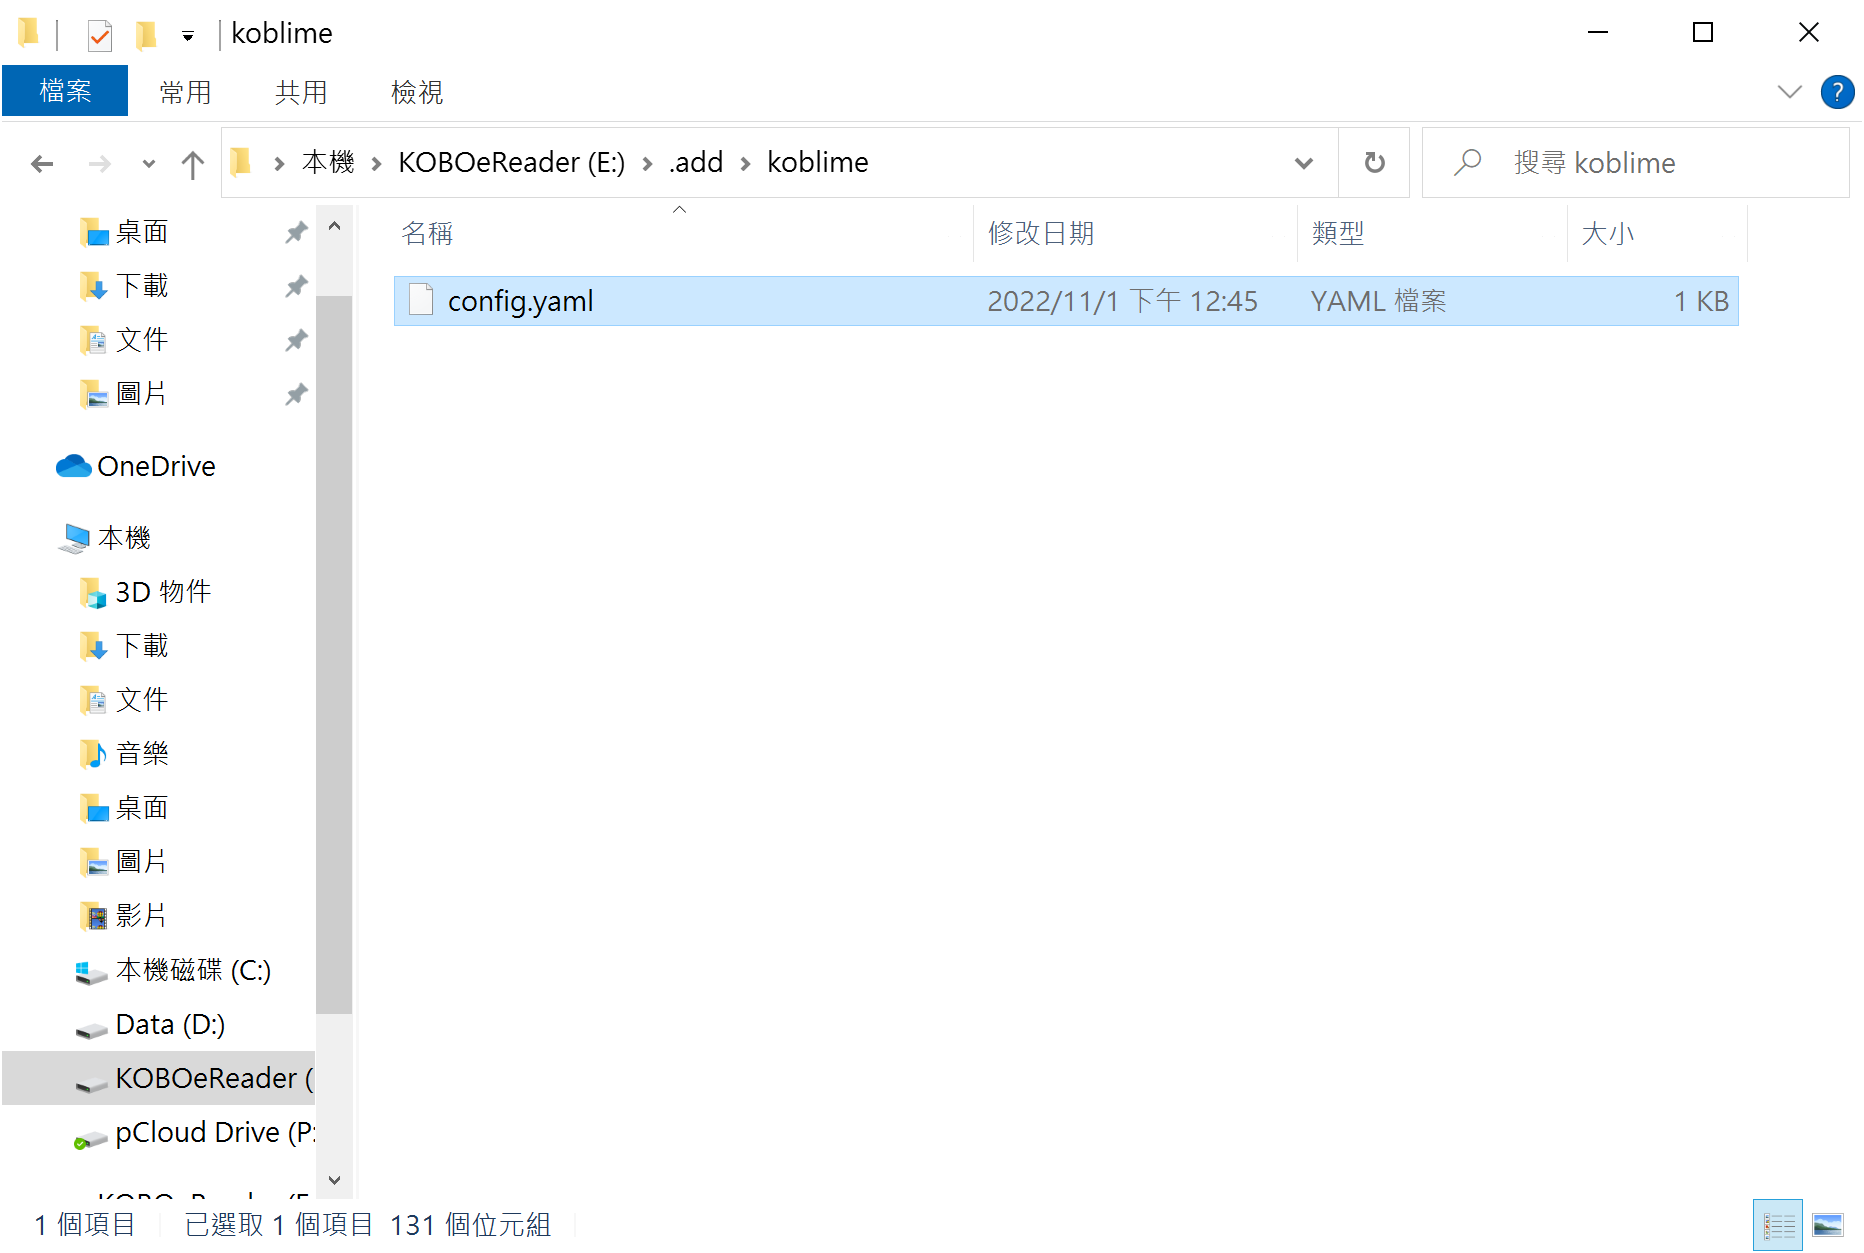 koblime
檔案
常用
共用
檢視
?
本機
KOBOeReader (E:)
.add
koblime
搜尋 koblime
桌面
下載
文件
圖片
OneDrive
本機
3D 物件
下載
文件
音樂
桌面
圖片
影片
本機磁碟 (C:)
Data (D:)
KOBOeReader (
pCloud Drive (P:
名稱
修改日期
類型
大小
config.yaml
2022/11/1 下午 12:45
YAML 檔案
1 KB
1 個項目
已選取 1 個項目
131 個位元組